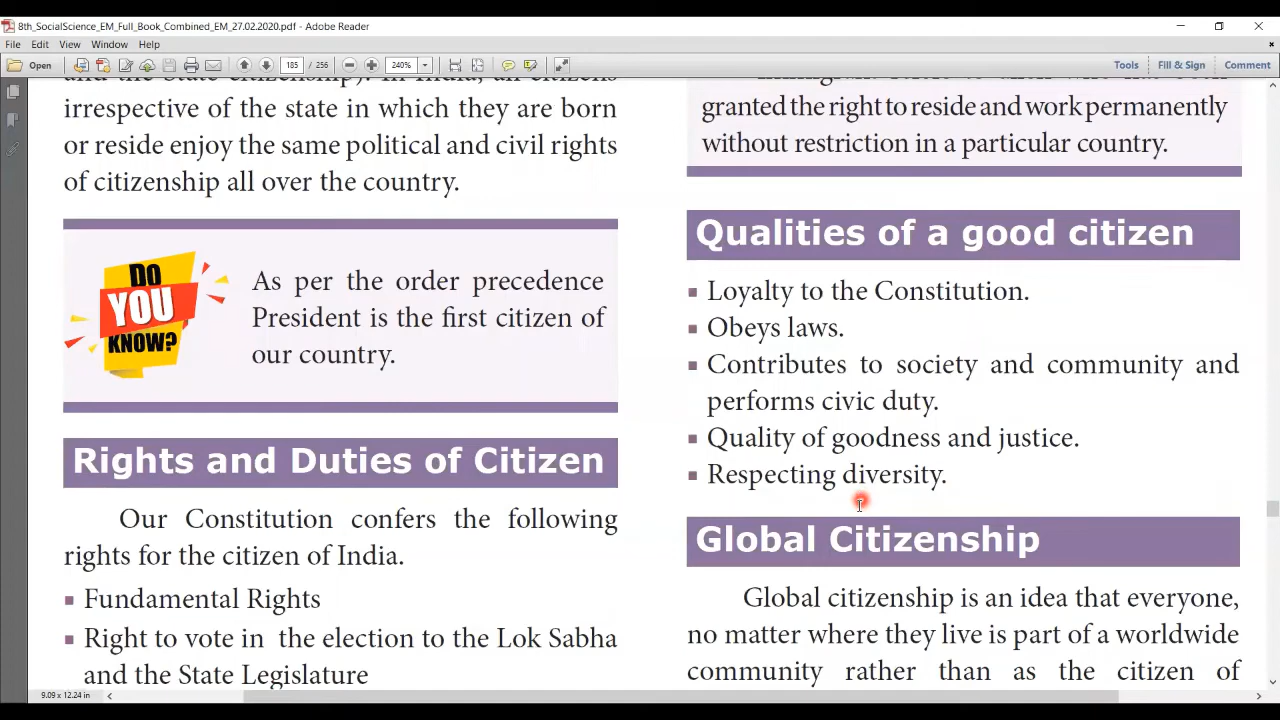 8th_SocialScience_EM_Full_Book_Combined_EM_27.02.2020.pdf - Adobe Reader
File Edit View Window Help
Open 185 / 256 240% Tools Fill & Sign Comment
irrespective of the state in which they are born
or reside enjoy the same political and civil rights
of citizenship all over the country.
DO
YOU
KNOW?
As per the order precedence
President is the first citizen of
our country.
Rights and Duties of Citizen
Our Constitution confers the following
rights for the citizen of India.
Fundamental Rights
Right to vote in the election to the Lok Sabha
and the State Legislature
granted the right to reside and work permanently
without restriction in a particular country.
Qualities of a good citizen
Loyalty to the Constitution.
Obeys laws.
Contributes to society and community and
performs civic duty.
Quality of goodness and justice.
Respecting diversity.
Global Citizenship
Global citizenship is an idea that everyone,
no matter where they live is part of a worldwide
community rather than as the citizen of
9.09 x 12.24 in